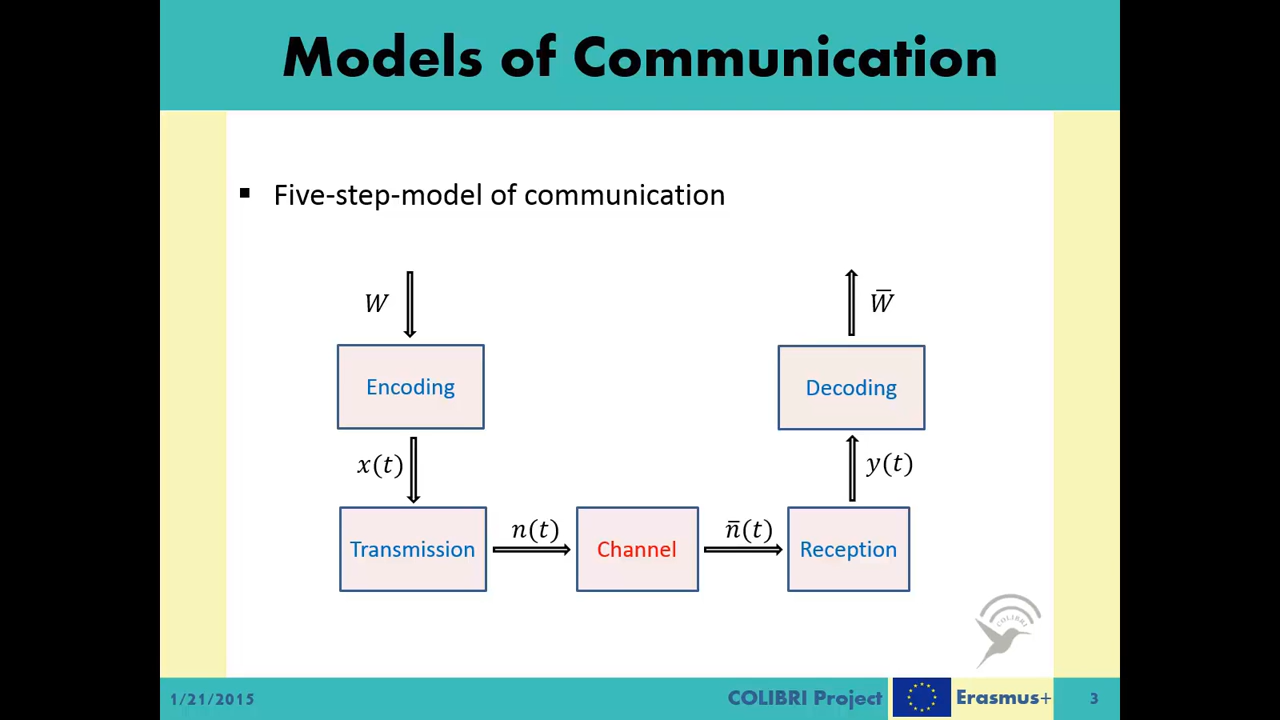 Models of Communication
▪ Five-step-model of communication
W
W̅
Encoding
Decoding
x(t)
y(t)
Transmission
n(t)
Channel
n̅(t)
Reception
COLIBRI
1/21/2015
COLIBRI Project
Erasmus+
3